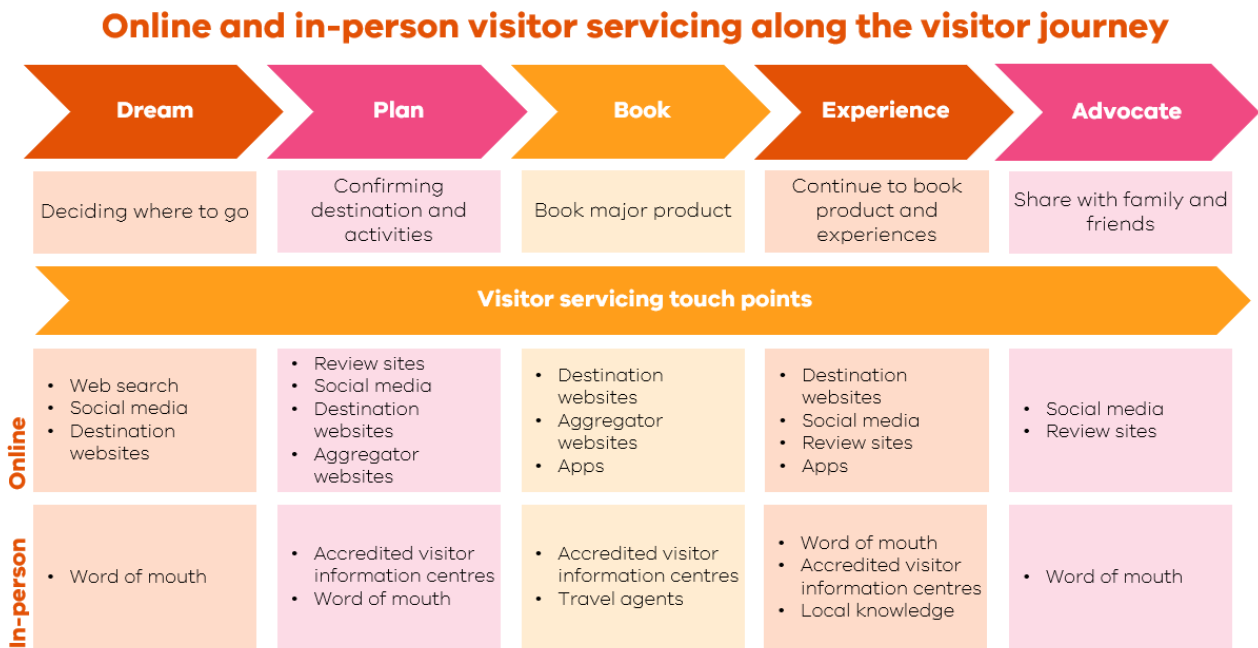 Online and in-person visitor servicing along the visitor journey
Dream
Plan
Book
Experience
Advocate
Deciding where to go
Confirming
destination and
activities
Book major product
Continue to book
product and
experiences
Share with family and
friends
Visitor servicing touch points
Online
• Web search
• Social media
• Destination
websites
• Review sites
• Social media
• Destination
websites
• Aggregator
websites
• Destination
websites
• Aggregator
websites
• Apps
• Destination
websites
• Social media
• Review sites
• Apps
• Social media
• Review sites
In-person
• Word of mouth
• Accredited visitor
information centres
• Word of mouth
• Accredited visitor
information centres
• Travel agents
• Word of mouth
• Accredited visitor
information centres
• Local knowledge
• Word of mouth